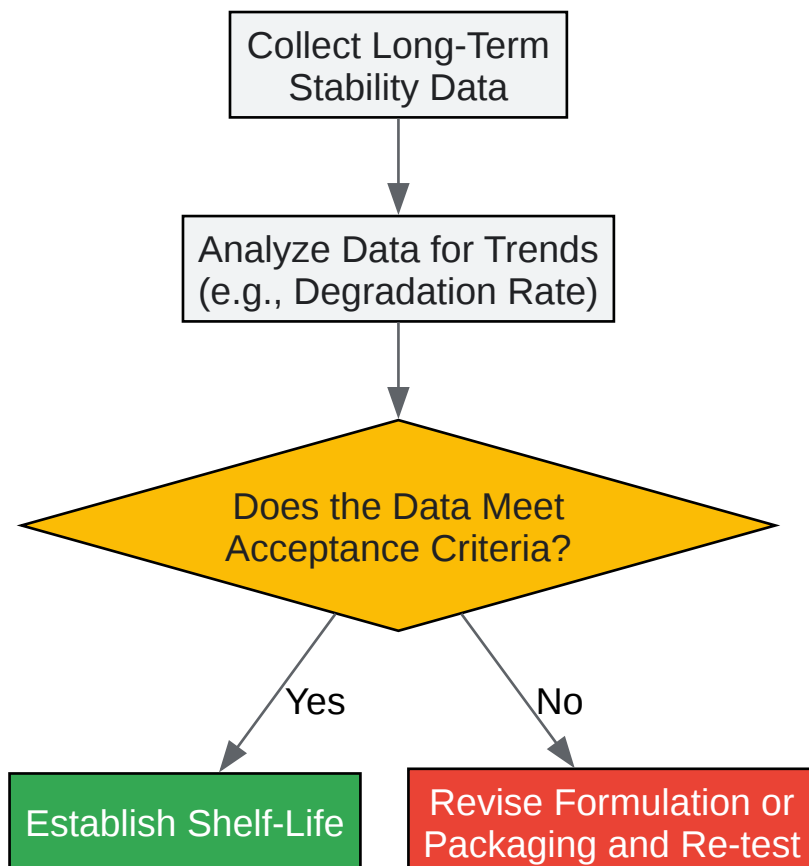 Collect Long-Term
Stability Data
Analyze Data for Trends
(e.g., Degradation Rate)
Does the Data Meet
Acceptance Criteria?
Yes
No
Establish Shelf-Life
Revise Formulation or
Packaging and Re-test